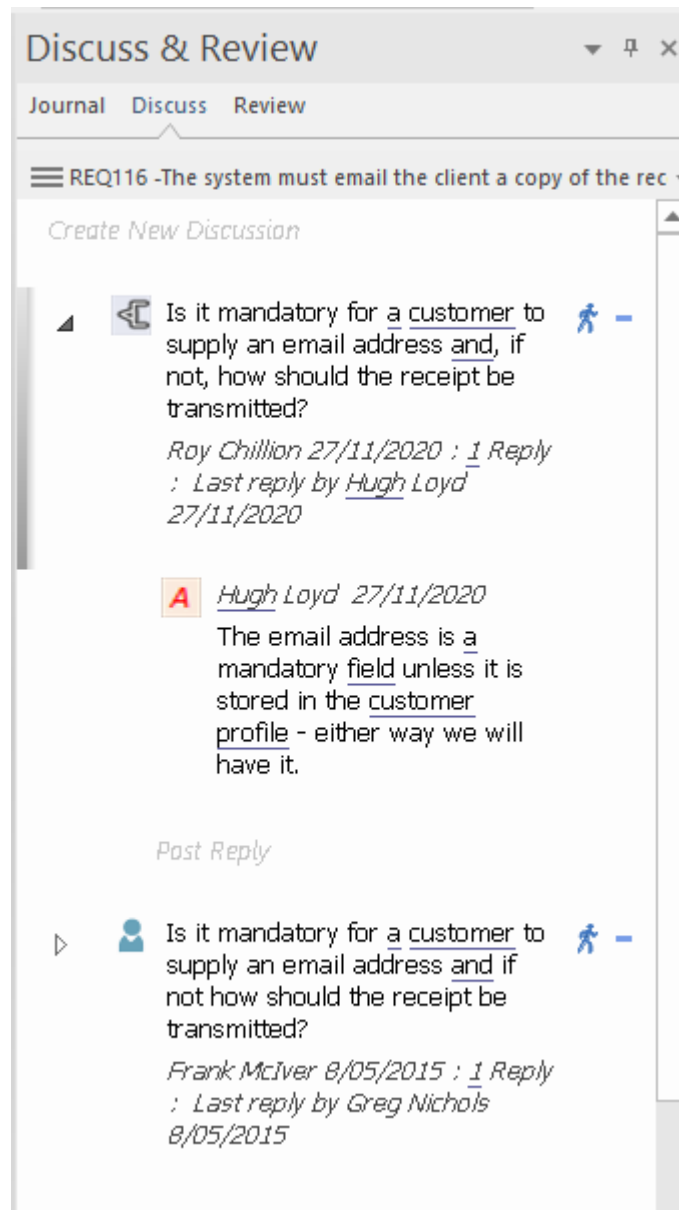 Discuss & Review
Journal Discuss Review
REQ116 -The system must email the client a copy of the rec
Create New Discussion
Is it mandatory for a customer to
supply an email address and, if
not, how should the receipt be
transmitted?
Roy Chillion 27/11/2020 ; 1 Reply
; Last reply by Hugh Loyd
27/11/2020
A Hugh Loyd 27/11/2020
The email address is a
mandatory field unless it is
stored in the customer
profile - either way we will
have it.
Post Reply
Is it mandatory for a customer to
supply an email address and if
not how should the receipt be
transmitted?
Frank McIver 8/05/2015 ; 1 Reply
; Last reply by Greg Nichols
8/05/2015